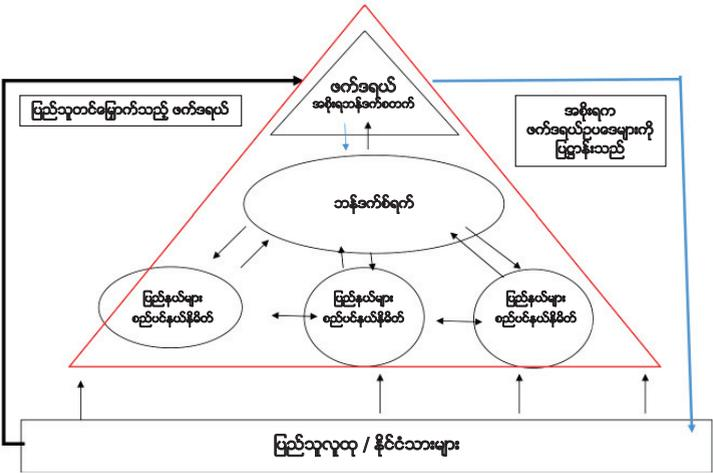 ဖက်ဒရယ်
အစိုးရဘန်ဒက်စတက်
ပြည်သူတင်မြှောက်သည့် ဖက်ဒရယ်
အစိုးရက
ဖက်ဒရယ်ဥပဒေများကို
ပြဋ္ဌာန်းသည်
ဘန်ဒက်စ်ရက်
ပြည်နယ်များ
စည်ပင်နယ်နိမိတ်
ပြည်နယ်များ
စည်ပင်နယ်နိမိတ်
ပြည်နယ်များ
စည်ပင်နယ်နိမိတ်
ပြည်သူလူထု / နိုင်ငံသားများ